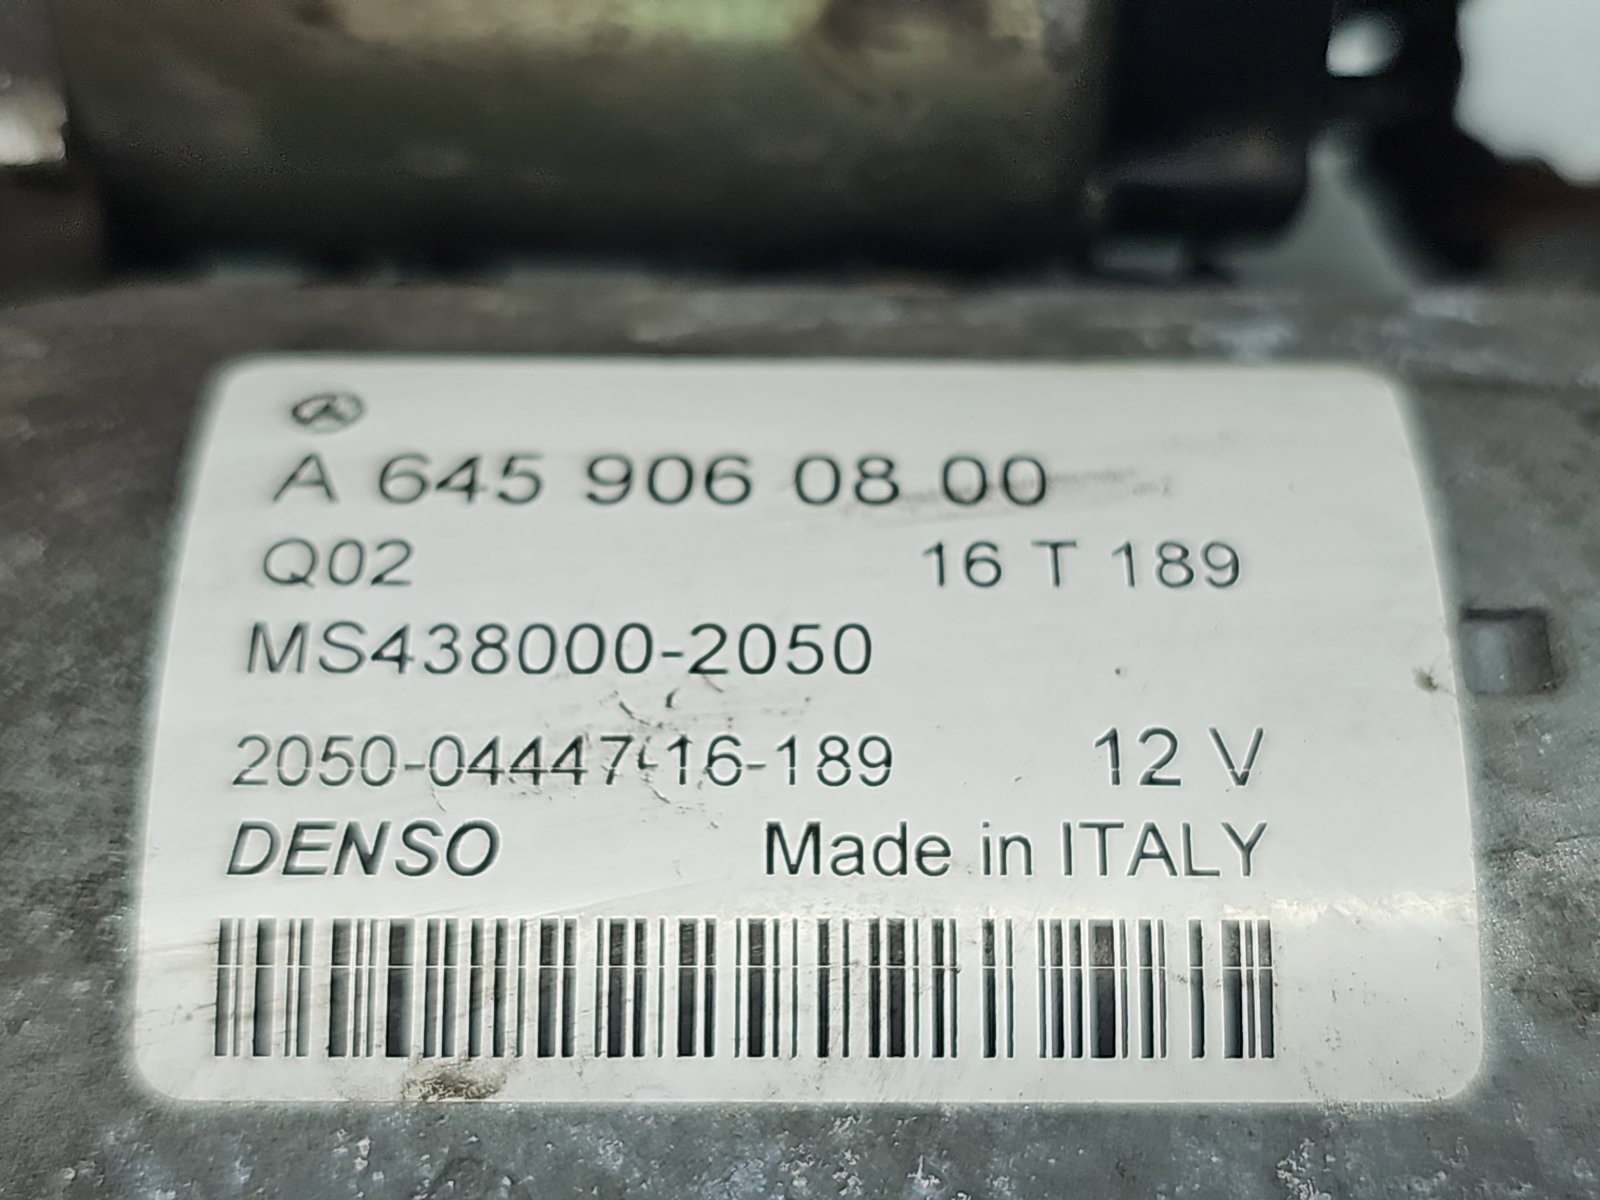 A 645 906 08 00
Q02 16 T 189
MS438000-2050
2050-04447-16-189 12 V
DENSO Made in ITALY